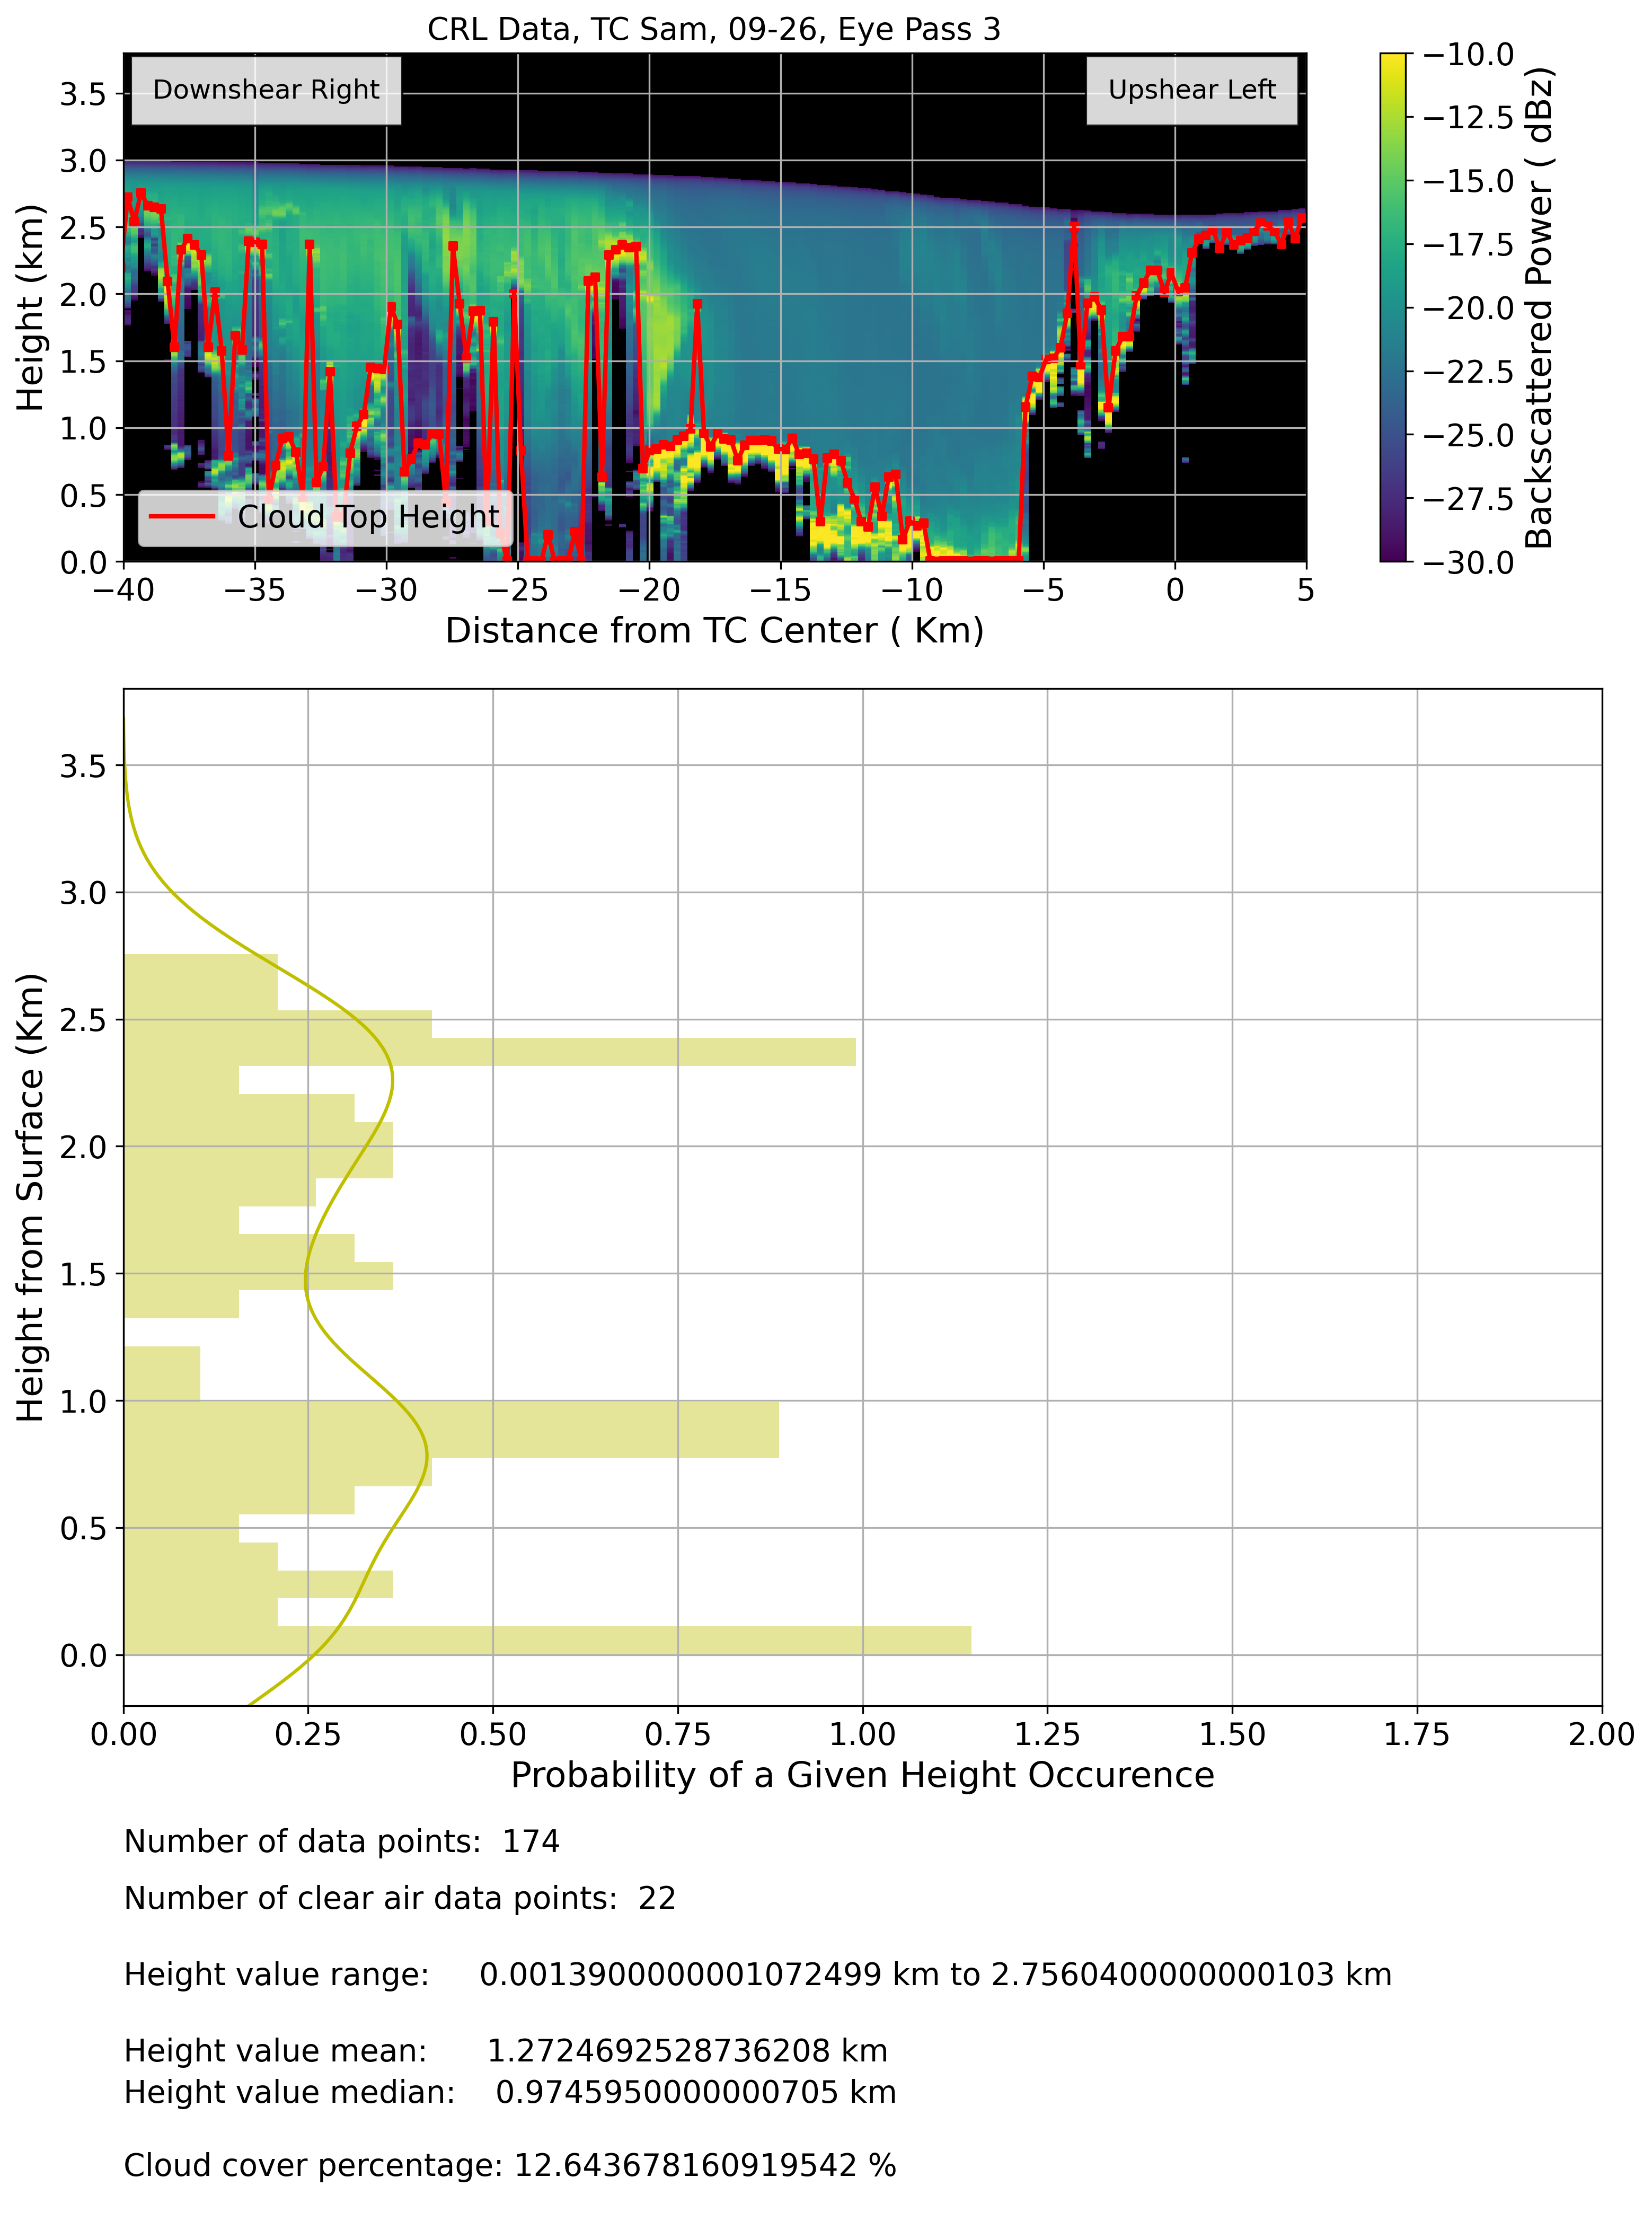 CRL Data, TC Sam, 09-26, Eye Pass 3
Downshear Right
Upshear Left
Height (km)
3.5
3.0
2.5
2.0
1.5
1.0
0.5
0.0
Cloud Top Height
−40
−35
−30
−25
−20
−15
−10
−5
0
5
Distance from TC Center ( Km)
−10.0
−12.5
−15.0
−17.5
−20.0
−22.5
−25.0
−27.5
−30.0
Backscattered Power ( dBz)
Height from Surface (Km)
3.5
3.0
2.5
2.0
1.5
1.0
0.5
0.0
0.00
0.25
0.50
0.75
1.00
1.25
1.50
1.75
2.00
Probability of a Given Height Occurence
Number of data points: 174
Number of clear air data points: 22
Height value range: 0.0013900000001072499 km to 2.7560400000000103 km
Height value mean: 1.2724692528736208 km
Height value median: 0.9745950000000705 km
Cloud cover percentage: 12.643678160919542 %